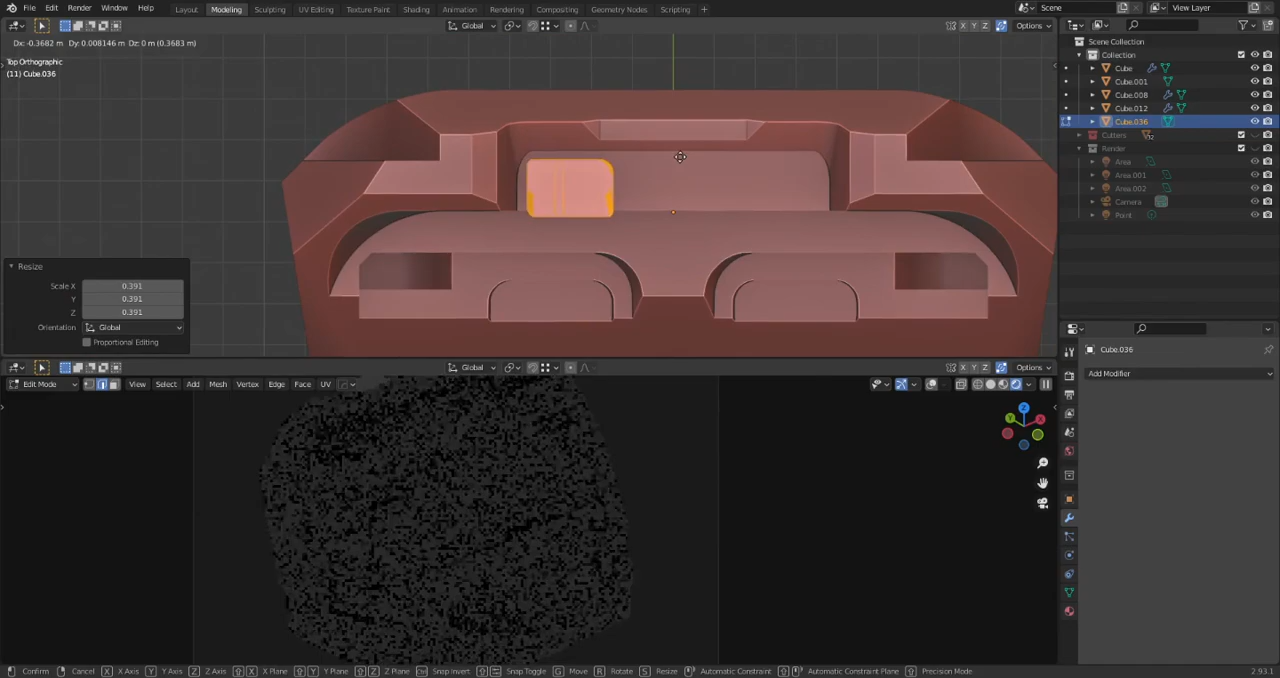 File Edit Render Window Help Layout Modeling Sculpting UV Editing Texture Paint Shading Animation Rendering Compositing Geometry Nodes Scripting + Scene View Layer
Global Options
Dx: -0.3682 m Dy: 0.008146 m Dz: 0 m (0.3683 m)
X Y Z
Top Orthographic
(11) Cube.036
Scene Collection
Collection
Cube
Cube.001
Cube.008
Cube.012
Cube.036
Cutters
Render
Area
Area.001
Area.002
Camera
Point
Resize
Scale X 0.391
Y 0.391
Z 0.391
Orientation Global
Proportional Editing
Cube.036
Add Modifier
Global X Y Z Options
Edit Mode View Select Add Mesh Vertex Edge Face UV
Z
Y X
Confirm Cancel X X Axis Y Y Axis Z Z Axis X X Plane Y Y Plane Z Z Plane Snap Invert Snap Toggle G Move R Rotate S Resize Automatic Constraint Automatic Constraint Plane Precision Mode 2.93.1